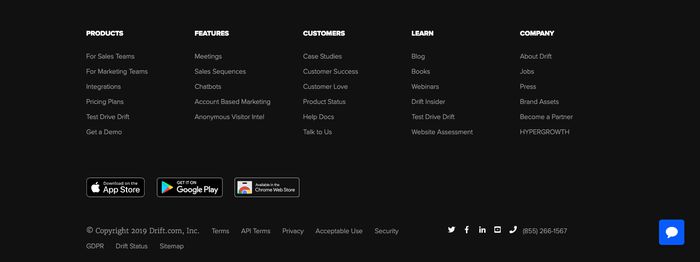 PRODUCTS FEATURES CUSTOMERS LEARN COMPANY
For Sales Teams Meetings Case Studies Blog About Drift
For Marketing Teams Sales Sequences Customer Success Books Jobs
Integrations Chatbots Customer Love Webinars Press
Pricing Plans Account Based Marketing Product Status Drift Insider Brand Assets
Test Drive Drift Anonymous Visitor Intel Help Docs Test Drive Drift Become a Partner
Get a Demo Talk to Us Website Assessment HYPERGROWTH
Download on the GET IT ON Available in the
App Store Google Play Chrome Web Store
© Copyright 2019 Drift.com, Inc. Terms API Terms Privacy Acceptable Use Security (855) 266-1567
GDPR Drift Status Sitemap